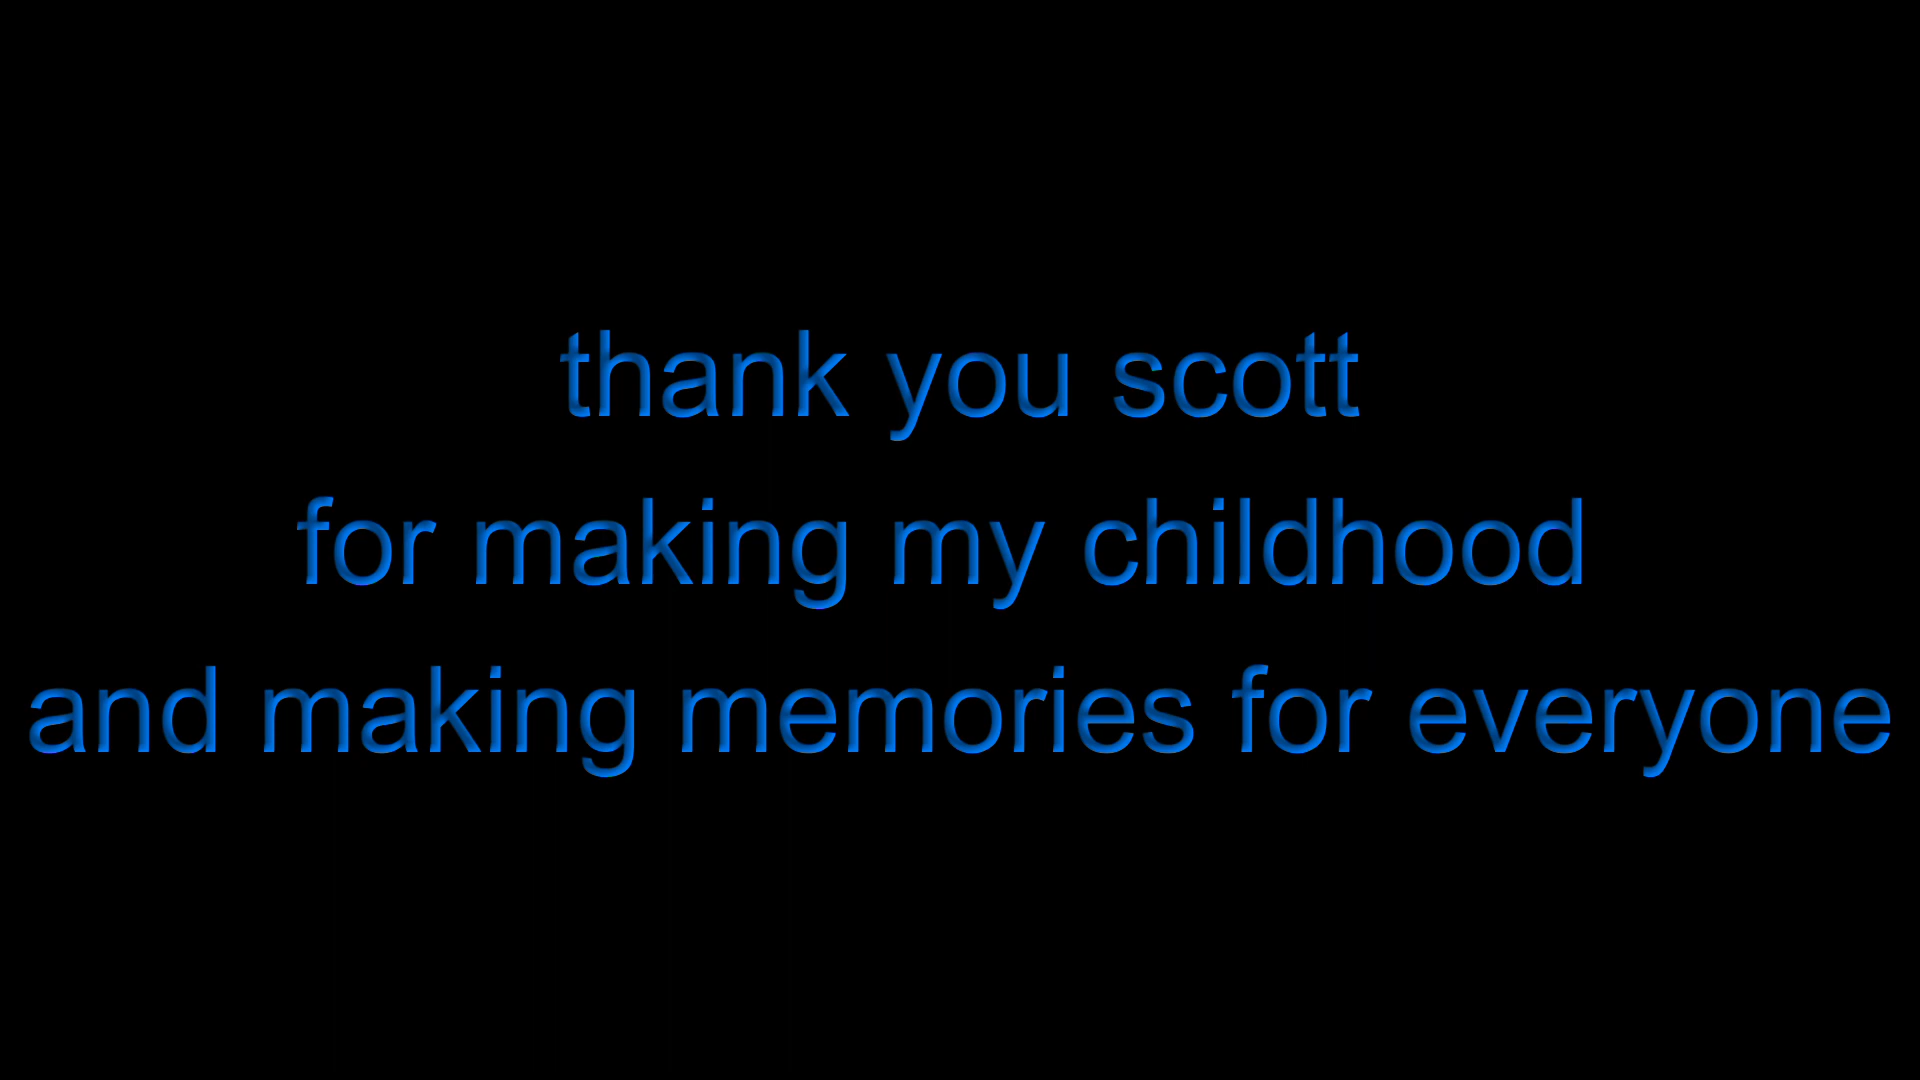 thank you scott
for making my childhood
and making memories for everyone